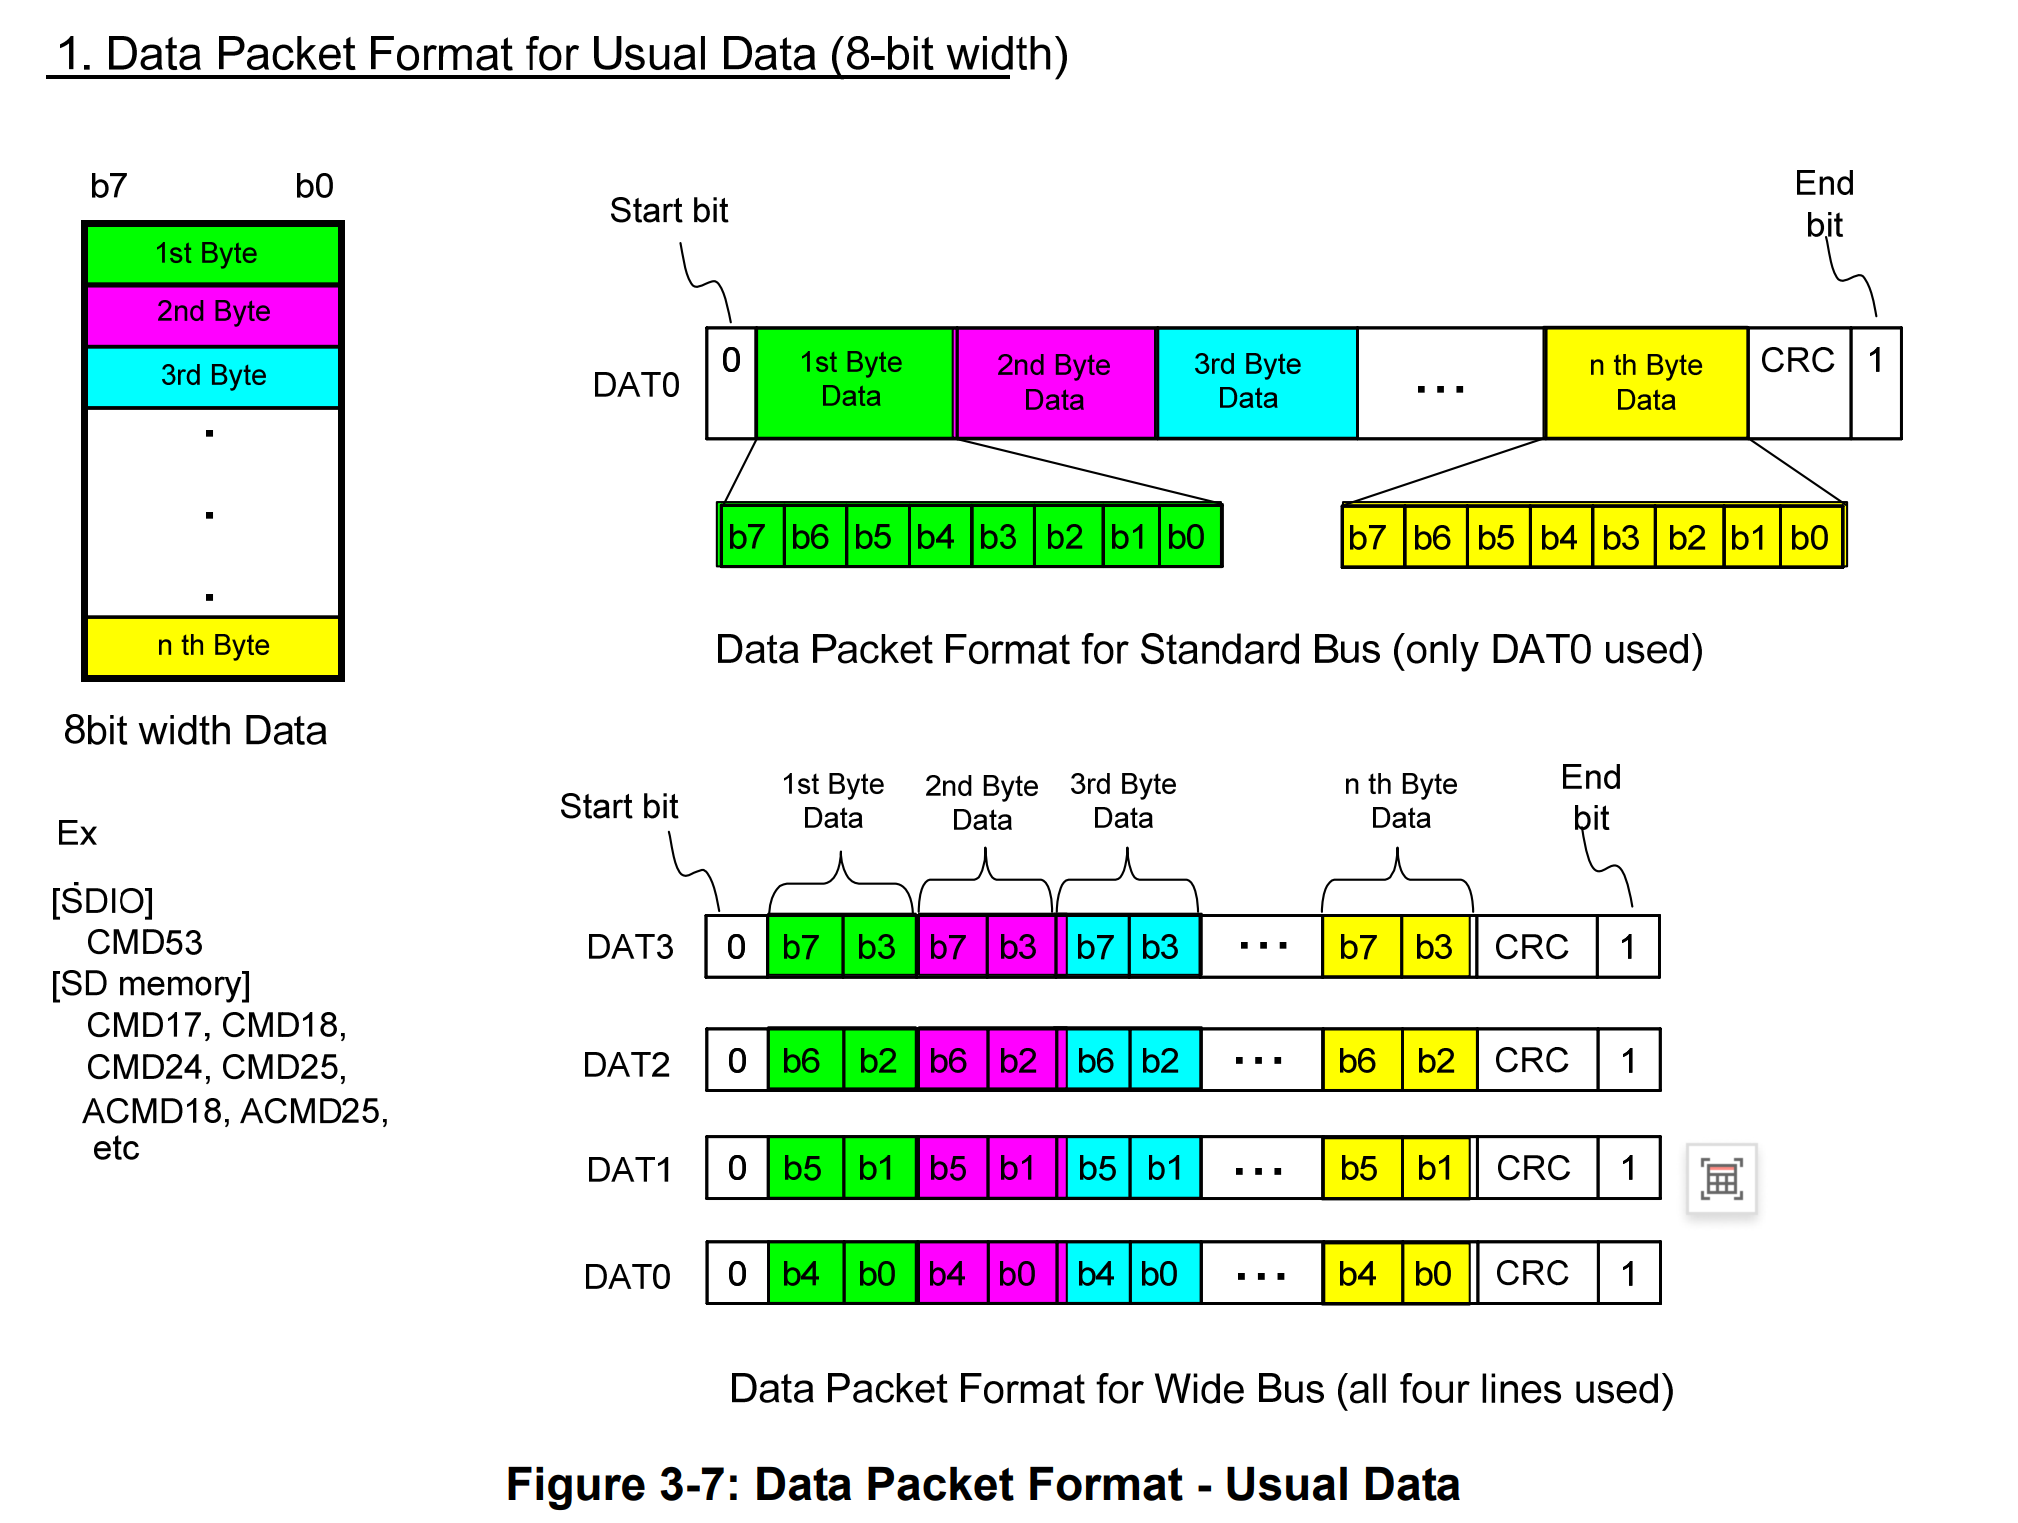 1. Data Packet Format for Usual Data (8-bit width)
b7 b0
1st Byte
2nd Byte
3rd Byte
.
.
.
n th Byte
8bit width Data
Ex
[SDIO]
CMD53
[SD memory]
CMD17, CMD18,
CMD24, CMD25,
ACMD18, ACMD25,
etc
Start bit
End
bit
DAT0 0 1st Byte Data 2nd Byte Data 3rd Byte Data ... n th Byte Data CRC 1
b7 b6 b5 b4 b3 b2 b1 b0 b7 b6 b5 b4 b3 b2 b1 b0
Data Packet Format for Standard Bus (only DAT0 used)
Start bit
1st Byte Data 2nd Byte Data 3rd Byte Data n th Byte Data
End
bit
DAT3 0 b7 b3 b7 b3 b7 b3 ... b7 b3 CRC 1
DAT2 0 b6 b2 b6 b2 b6 b2 ... b6 b2 CRC 1
DAT1 0 b5 b1 b5 b1 b5 b1 ... b5 b1 CRC 1
DAT0 0 b4 b0 b4 b0 b4 b0 ... b4 b0 CRC 1
Data Packet Format for Wide Bus (all four lines used)
Figure 3-7: Data Packet Format - Usual Data